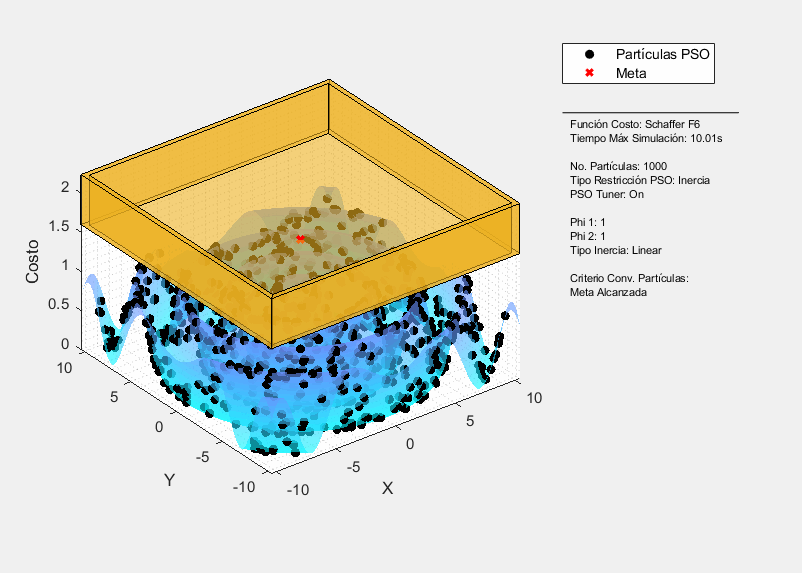 Partículas PSO
Meta
Función Costo: Schaffer F6
Tiempo Máx Simulación: 10.01s
No. Partículas: 1000
Tipo Restricción PSO: Inercia
PSO Tuner: On
Phi 1: 1
Phi 2: 1
Tipo Inercia: Linear
Criterio Conv. Partículas:
Meta Alcanzada
Costo
2
1.5
1
0.5
0
10
5
0
-5
-10
Y
-10
-5
0
5
10
X